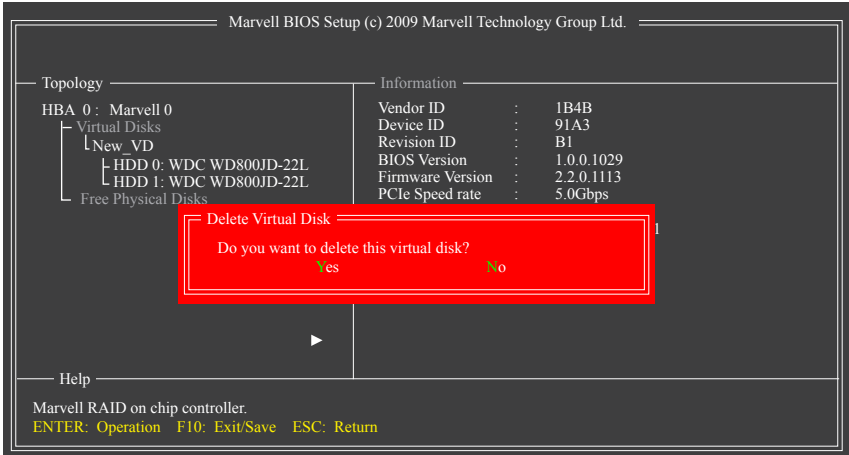 Marvell BIOS Setup (c) 2009 Marvell Technology Group Ltd.
Topology
HBA 0 : Marvell 0
Virtual Disks
New_VD
HDD 0: WDC WD800JD-22L
HDD 1: WDC WD800JD-22L
Free Physical Disks
Information
Vendor ID : 1B4B
Device ID : 91A3
Revision ID : B1
BIOS Version : 1.0.0.1029
Firmware Version : 2.2.0.1113
PCIe Speed rate : 5.0Gbps
1
Delete Virtual Disk
Do you want to delete this virtual disk?
Yes No
Help
Marvell RAID on chip controller.
ENTER: Operation F10: Exit/Save ESC: Return